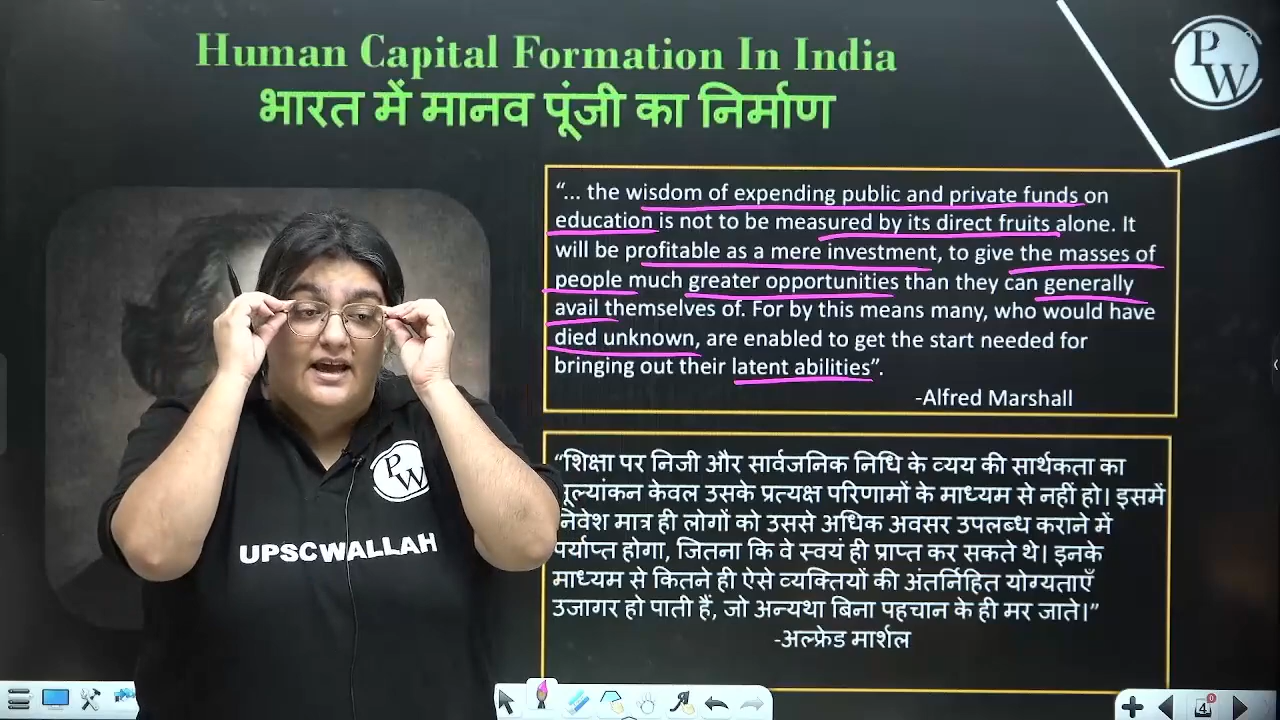 Human Capital Formation In India
भारत में मानव पूंजी का निर्माण
PW
“... the wisdom of expending public and private funds on
education is not to be measured by its direct fruits alone. It
will be profitable as a mere investment, to give the masses of
people much greater opportunities than they can generally
avail themselves of. For by this means many, who would have
died unknown, are enabled to get the start needed for
bringing out their latent abilities”.
-Alfred Marshall
“शिक्षा पर निजी और सार्वजनिक निधि के व्यय की सार्थकता का
केवल उसके प्रत्यक्ष परिणामों के माध्यम से नहीं हो। इसमें
मात्र ही लोगों को उससे अधिक अवसर उपलब्ध कराने में
पर्याप्त होगा, जितना कि वे स्वयं ही प्राप्त कर सकते थे। इनके
माध्यम से कितने ही ऐसे व्यक्तियों की अंतर्निहित योग्यताएँ
उजागर हो पाती हैं, जो अन्यथा बिना पहचान के ही मर जाते।”
-अल्फ्रेड मार्शल
PW
UPSCWALLAH
4